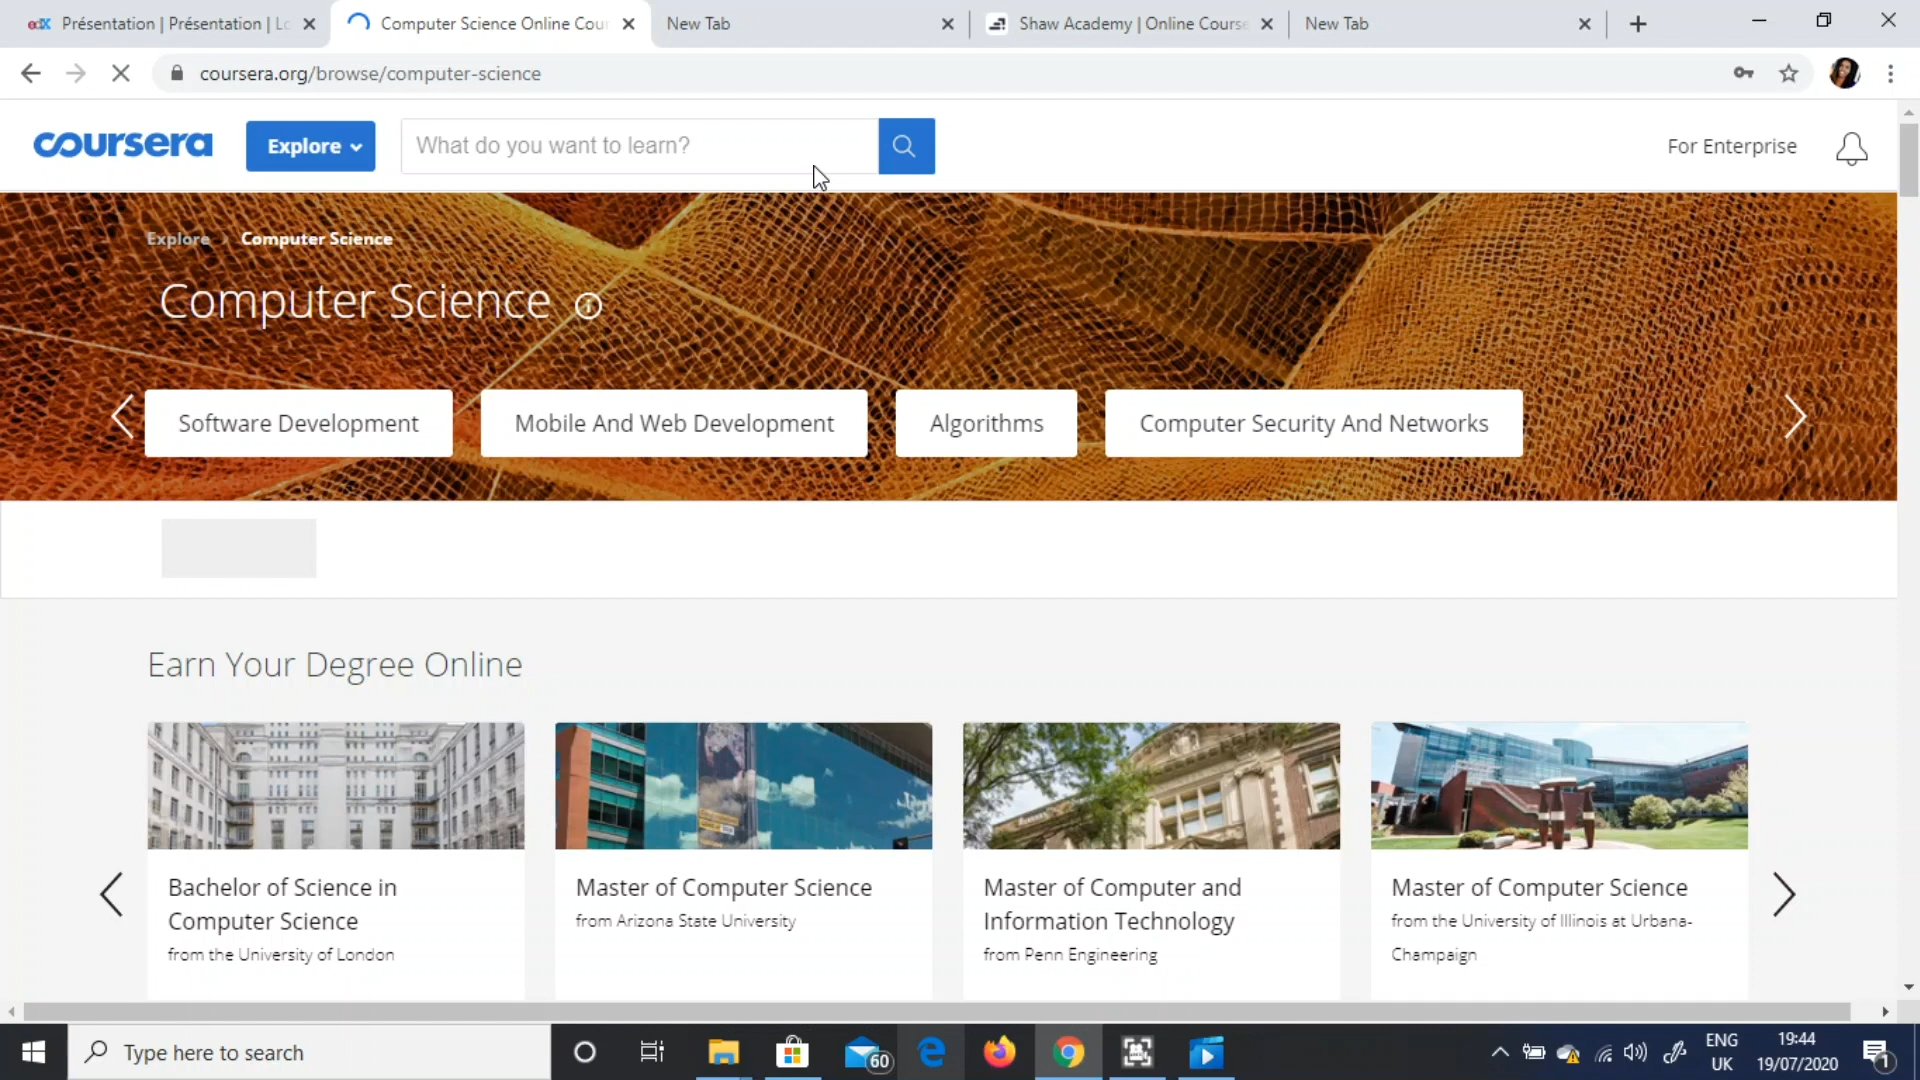 edX Présentation | Présentation | Lo
Computer Science Online Cour
New Tab
Shaw Academy | Online Course
New Tab
coursera.org/browse/computer-science
coursera
Explore
What do you want to learn?
For Enterprise
Explore › Computer Science
Computer Science
Software Development
Mobile And Web Development
Algorithms
Computer Security And Networks
Earn Your Degree Online
Bachelor of Science in
Computer Science
from the University of London
Master of Computer Science
from Arizona State University
Master of Computer and
Information Technology
from Penn Engineering
Master of Computer Science
from the University of Illinois at Urbana-
Champaign
Type here to search
60
ENG
UK
19:44
19/07/2020
1